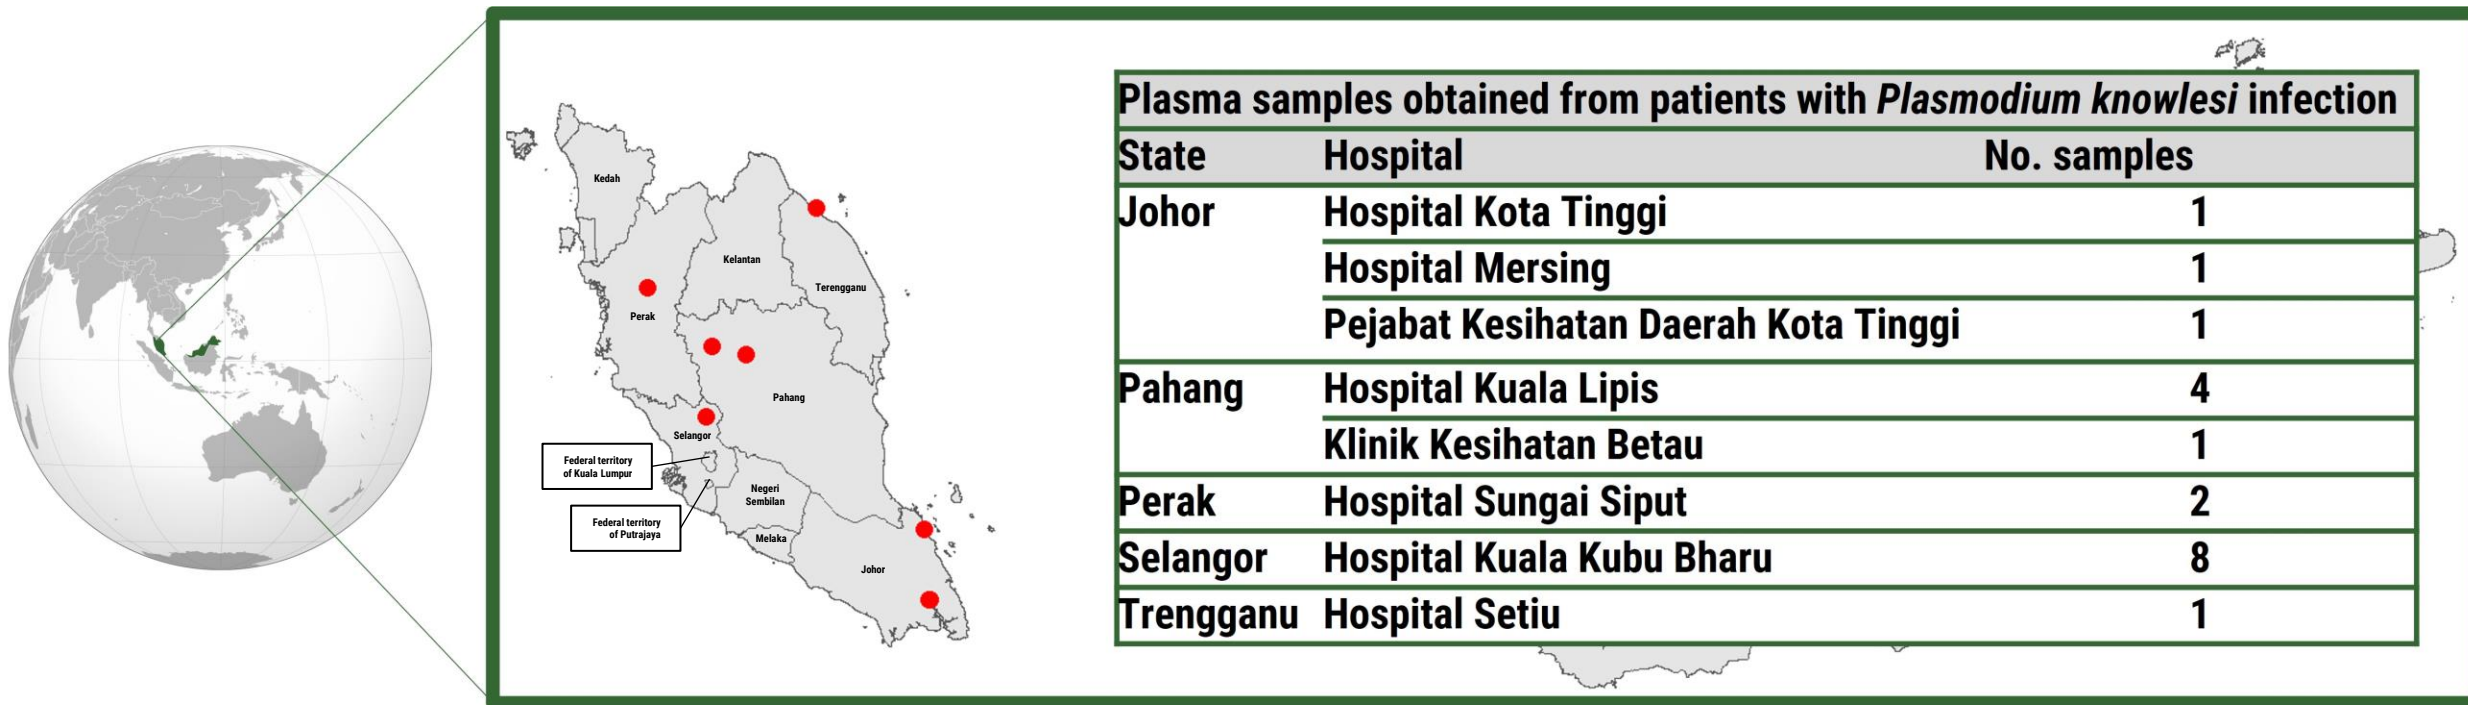 Kedah
Kelantan
Terengganu
Perak
Pahang
Selangor
Federal territory
of Kuala Lumpur
Negeri
Sembilan
Federal territory
of Putrajaya
Melaka
Johor
Plasma samples obtained from patients with Plasmodium knowlesi infection
State Hospital No. samples
Johor Hospital Kota Tinggi 1
Hospital Mersing 1
Pejabat Kesihatan Daerah Kota Tinggi 1
Pahang Hospital Kuala Lipis 4
Klinik Kesihatan Betau 1
Perak Hospital Sungai Siput 2
Selangor Hospital Kuala Kubu Bharu 8
Trengganu Hospital Setiu 1